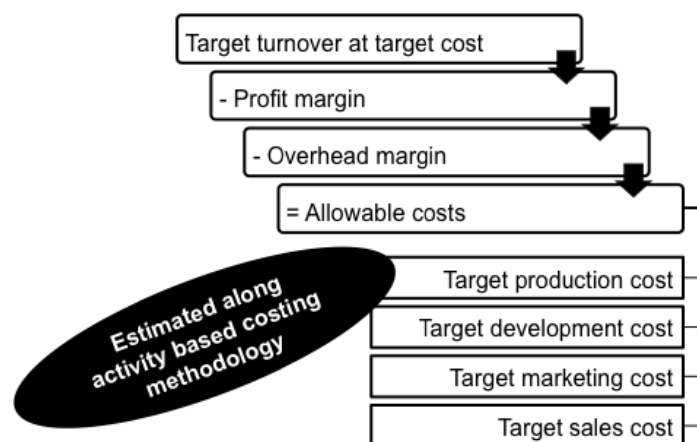 Target turnover at target cost
- Profit margin
- Overhead margin
= Allowable costs
Target production cost
Estimated along
activity based costing
methodology
Target development cost
Target marketing cost
Target sales cost